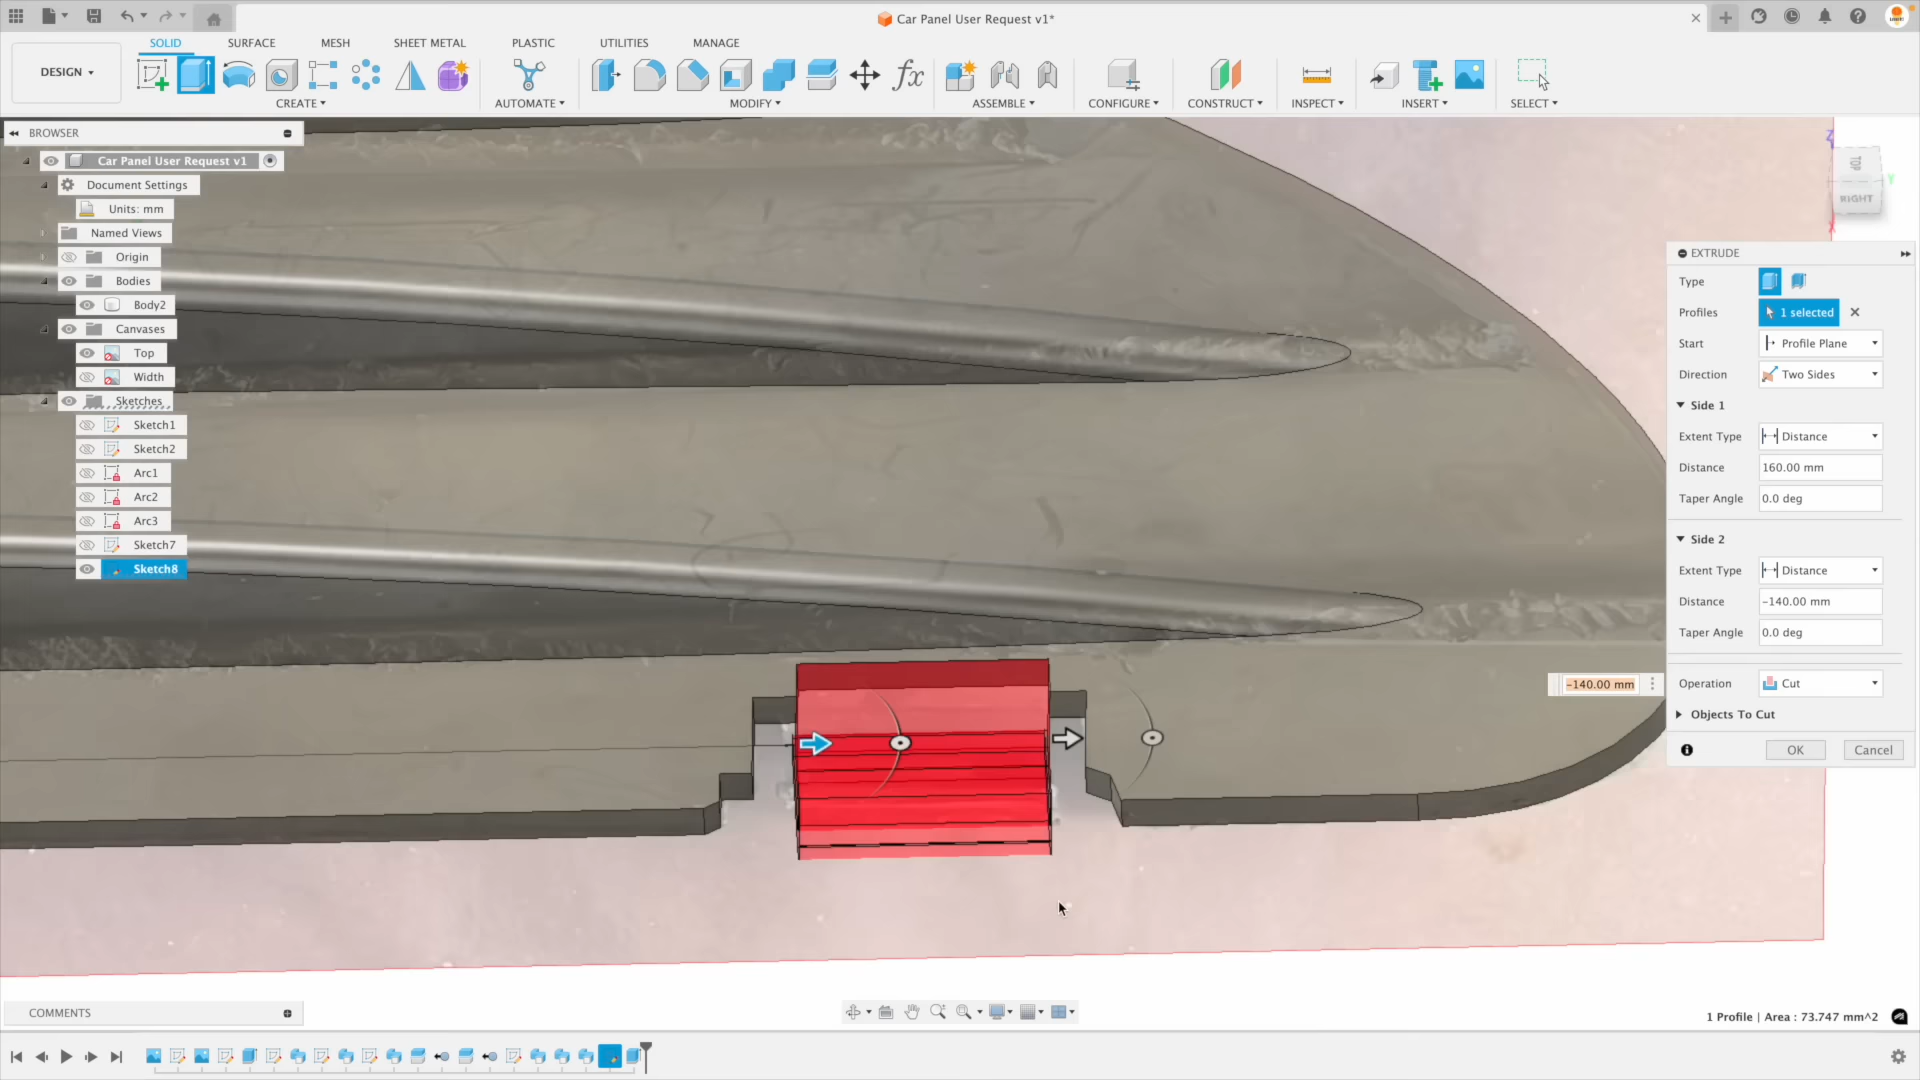 Car Panel User Request v1*
DESIGN
SOLID
SURFACE
MESH
SHEET METAL
PLASTIC
UTILITIES
MANAGE
CREATE
AUTOMATE
MODIFY
ASSEMBLE
CONFIGURE
CONSTRUCT
INSPECT
INSERT
SELECT
fx
BROWSER
Car Panel User Request v1
Document Settings
Units: mm
Named Views
Origin
Bodies
Body2
Canvases
Top
Width
Sketches
Sketch1
Sketch2
Arc1
Arc2
Arc3
Sketch7
Sketch8
Z
TOP
Y
RIGHT
EXTRUDE
Type
Profiles 1 selected
Start Profile Plane
Direction Two Sides
Side 1
Extent Type Distance
Distance 160.00 mm
Taper Angle 0.0 deg
Side 2
Extent Type Distance
Distance -140.00 mm
Taper Angle 0.0 deg
-140.00 mm
Operation Cut
Objects To Cut
OK
Cancel
COMMENTS
1 Profile | Area : 73.747 mm^2